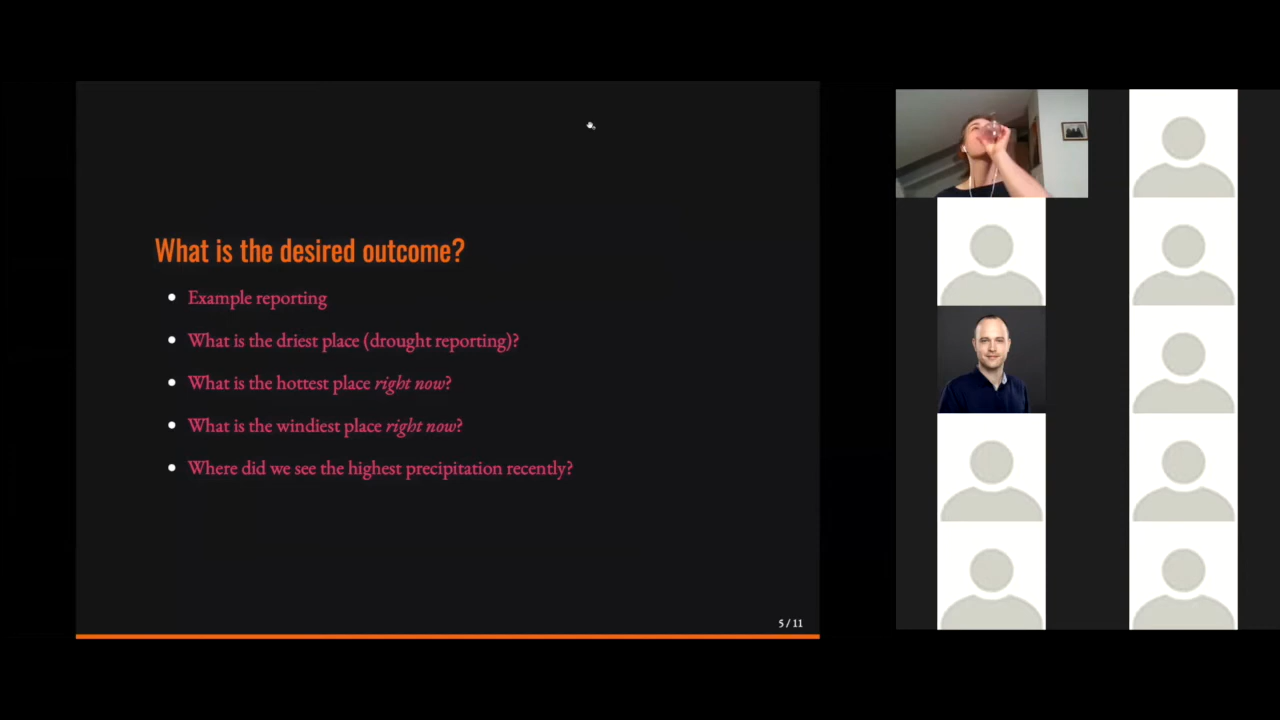 What is the desired outcome?
Example reporting
What is the driest place (drought reporting)?
What is the hottest place right now?
What is the windiest place right now?
Where did we see the highest precipitation recently?
5 / 11